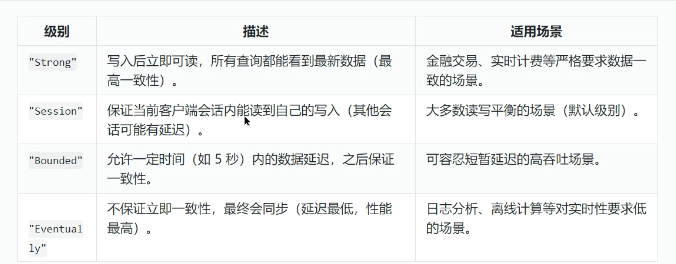 级别 描述 适用场景
"Strong" 写入后立即可读，所有查询都能看到最新数据（最 金融交易、实时计费等严格要求数据一
高一致性）。 致的场景。
"Session" 保证当前客户端会话内能读到自己的写入（其他会 大多数读写平衡的场景（默认级别）。
话可能有延迟）。
"Bounded" 允许一定时间（如 5 秒）内的数据延迟，之后保证 可容忍短暂延迟的高吞吐场景。
一致性。
不保证立即一致性，最终会同步（延迟最低，性能 日志分析、离线计算等对实时性要求低
"Eventual 最高）。 的场景。
ly"